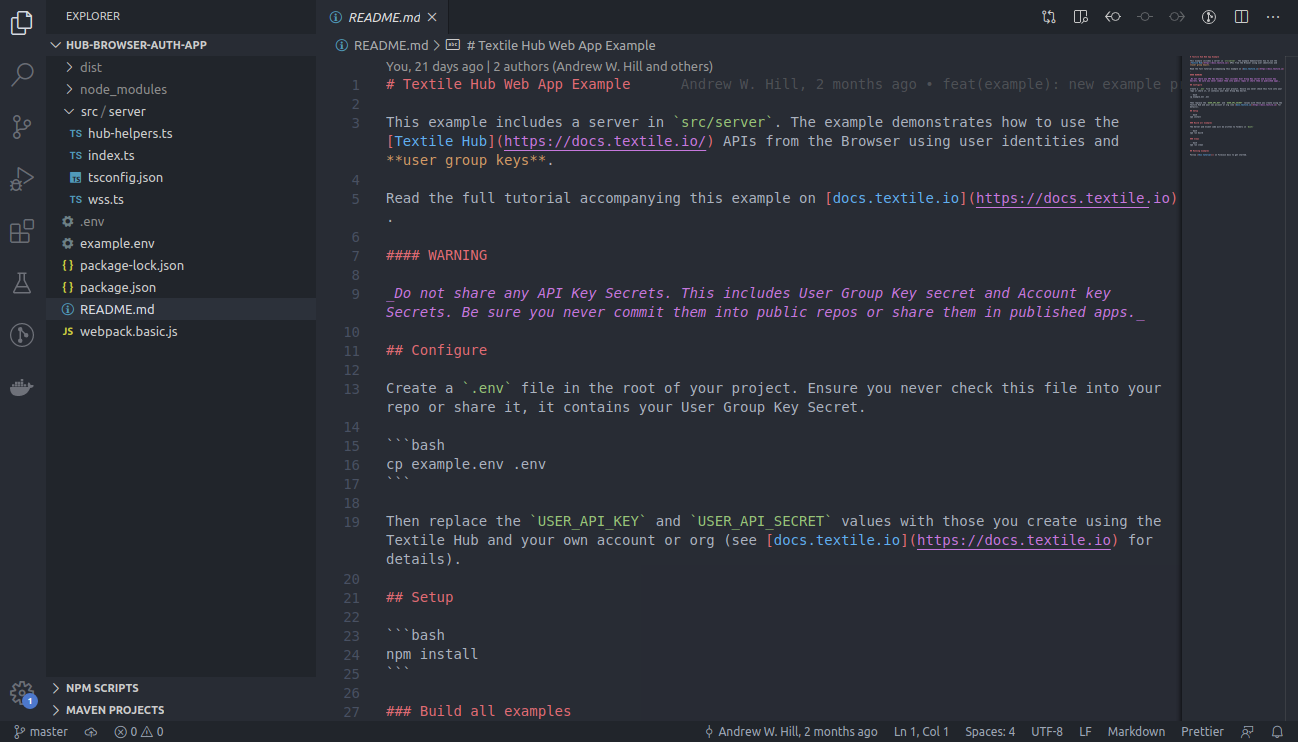 EXPLORER
README.md
HUB-BROWSER-AUTH-APP
README.md > # Textile Hub Web App Example
dist
node_modules
src / server
TS hub-helpers.ts
TS index.ts
TS tsconfig.json
TS wss.ts
.env
example.env
{ } package-lock.json
{ } package.json
README.md
JS webpack.basic.js
You, 21 days ago | 2 authors (Andrew W. Hill and others)
1 # Textile Hub Web App Example Andrew W. Hill, 2 months ago • feat(example): new example pr
2
3 This example includes a server in `src/server`. The example demonstrates how to use the
[Textile Hub](https://docs.textile.io/) APIs from the Browser using user identities and
**user group keys**.
4
5 Read the full tutorial accompanying this example on [docs.textile.io](https://docs.textile.io)
.
6
7 #### WARNING
8
9 _Do not share any API Key Secrets. This includes User Group Key secret and Account key
Secrets. Be sure you never commit them into public repos or share them in published apps._
10
11 ## Configure
12
13 Create a `.env` file in the root of your project. Ensure you never check this file into your
repo or share it, it contains your User Group Key Secret.
14
15 ```bash
16 cp example.env .env
17 ```
18
19 Then replace the `USER_API_KEY` and `USER_API_SECRET` values with those you create using the
Textile Hub and your own account or org (see [docs.textile.io](https://docs.textile.io) for
details).
20
21 ## Setup
22
23 ```bash
24 npm install
25 ```
26
27 ### Build all examples
NPM SCRIPTS
MAVEN PROJECTS
1
master
0 0
Andrew W. Hill, 2 months ago
Ln 1, Col 1
Spaces: 4
UTF-8
LF
Markdown
Prettier